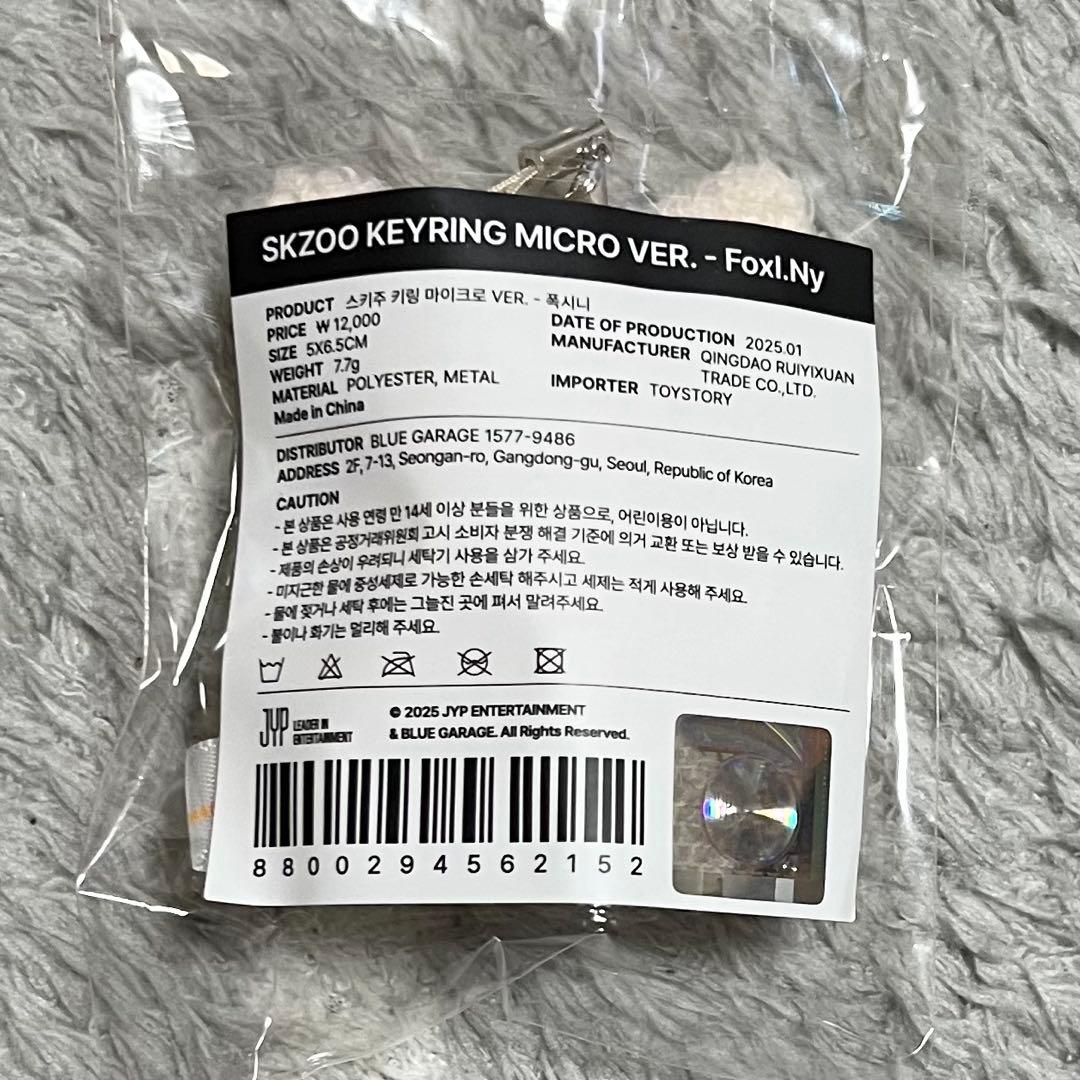 SKZOO KEYRING MICRO VER. - FoxI.Ny
PRODUCT 스키주 키링 마이크로 VER. - 폭시니
PRICE ₩ 12,000
SIZE 5X6.5CM
WEIGHT 7.7g
MATERIAL POLYESTER, METAL
Made in China
DATE OF PRODUCTION 2025.01
MANUFACTURER QINGDAO RUIYIXUAN
TRADE CO.,LTD.
IMPORTER TOYSTORY
DISTRIBUTOR BLUE GARAGE 1577-9486
ADDRESS 2F, 7-13, Seongan-ro, Gangdong-gu, Seoul, Republic of Korea
CAUTION
- 본 상품은 사용 연령 만 14세 이상 분들을 위한 상품으로, 어린이용이 아닙니다.
- 본 상품은 공정거래위원회 고시 소비자 분쟁 해결 기준에 의거 교환 또는 보상 받을 수 있습니다.
- 제품의 손상이 우려되니 세탁기 사용을 삼가 주세요.
- 미지근한 물에 중성세제로 가능한 손세탁 해주시고 세제는 적게 사용해 주세요.
- 물에 젖거나 세탁 후에는 그늘진 곳에 펴서 말려주세요.
- 불이나 화기는 멀리해 주세요.
JYP LEADER IN
ENTERTAINMENT
© 2025 JYP ENTERTAINMENT
& BLUE GARAGE. All Rights Reserved.
8800294562152